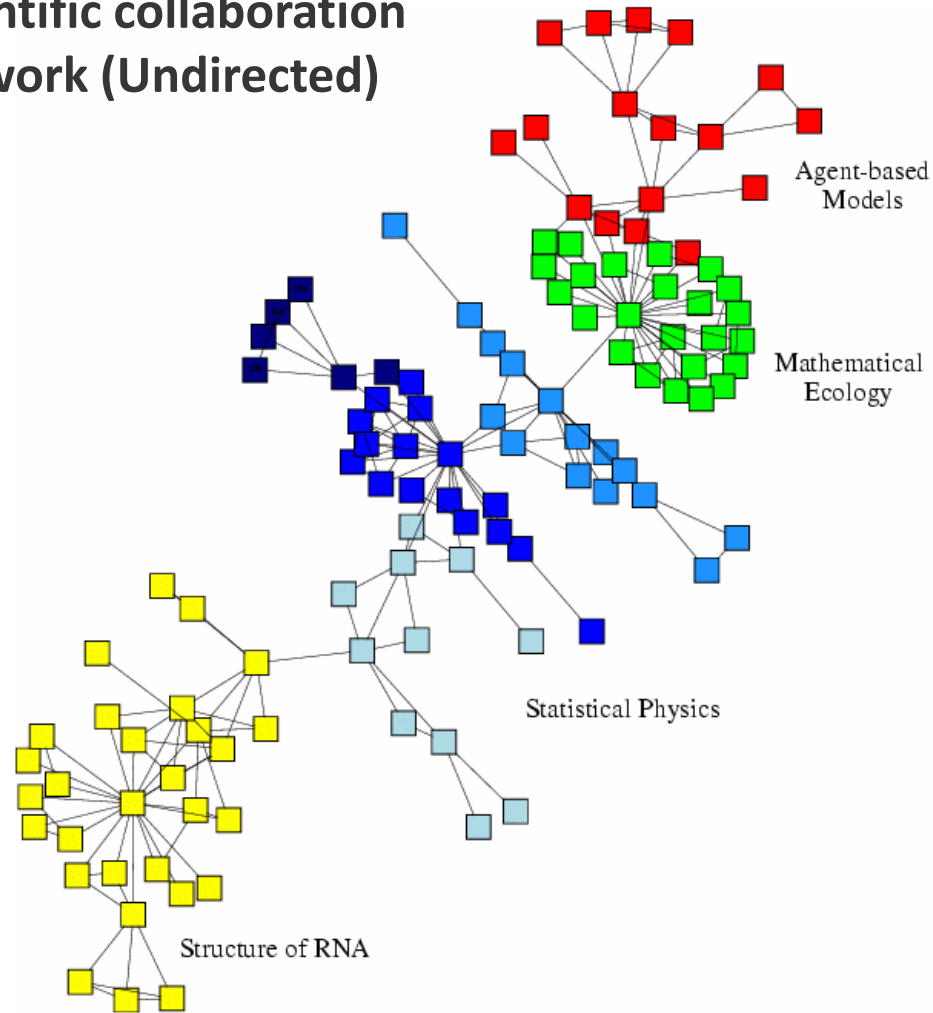 ntific collaboration
work (Undirected)
Agent-based
Models
Mathematical
Ecology
Statistical Physics
Structure of RNA